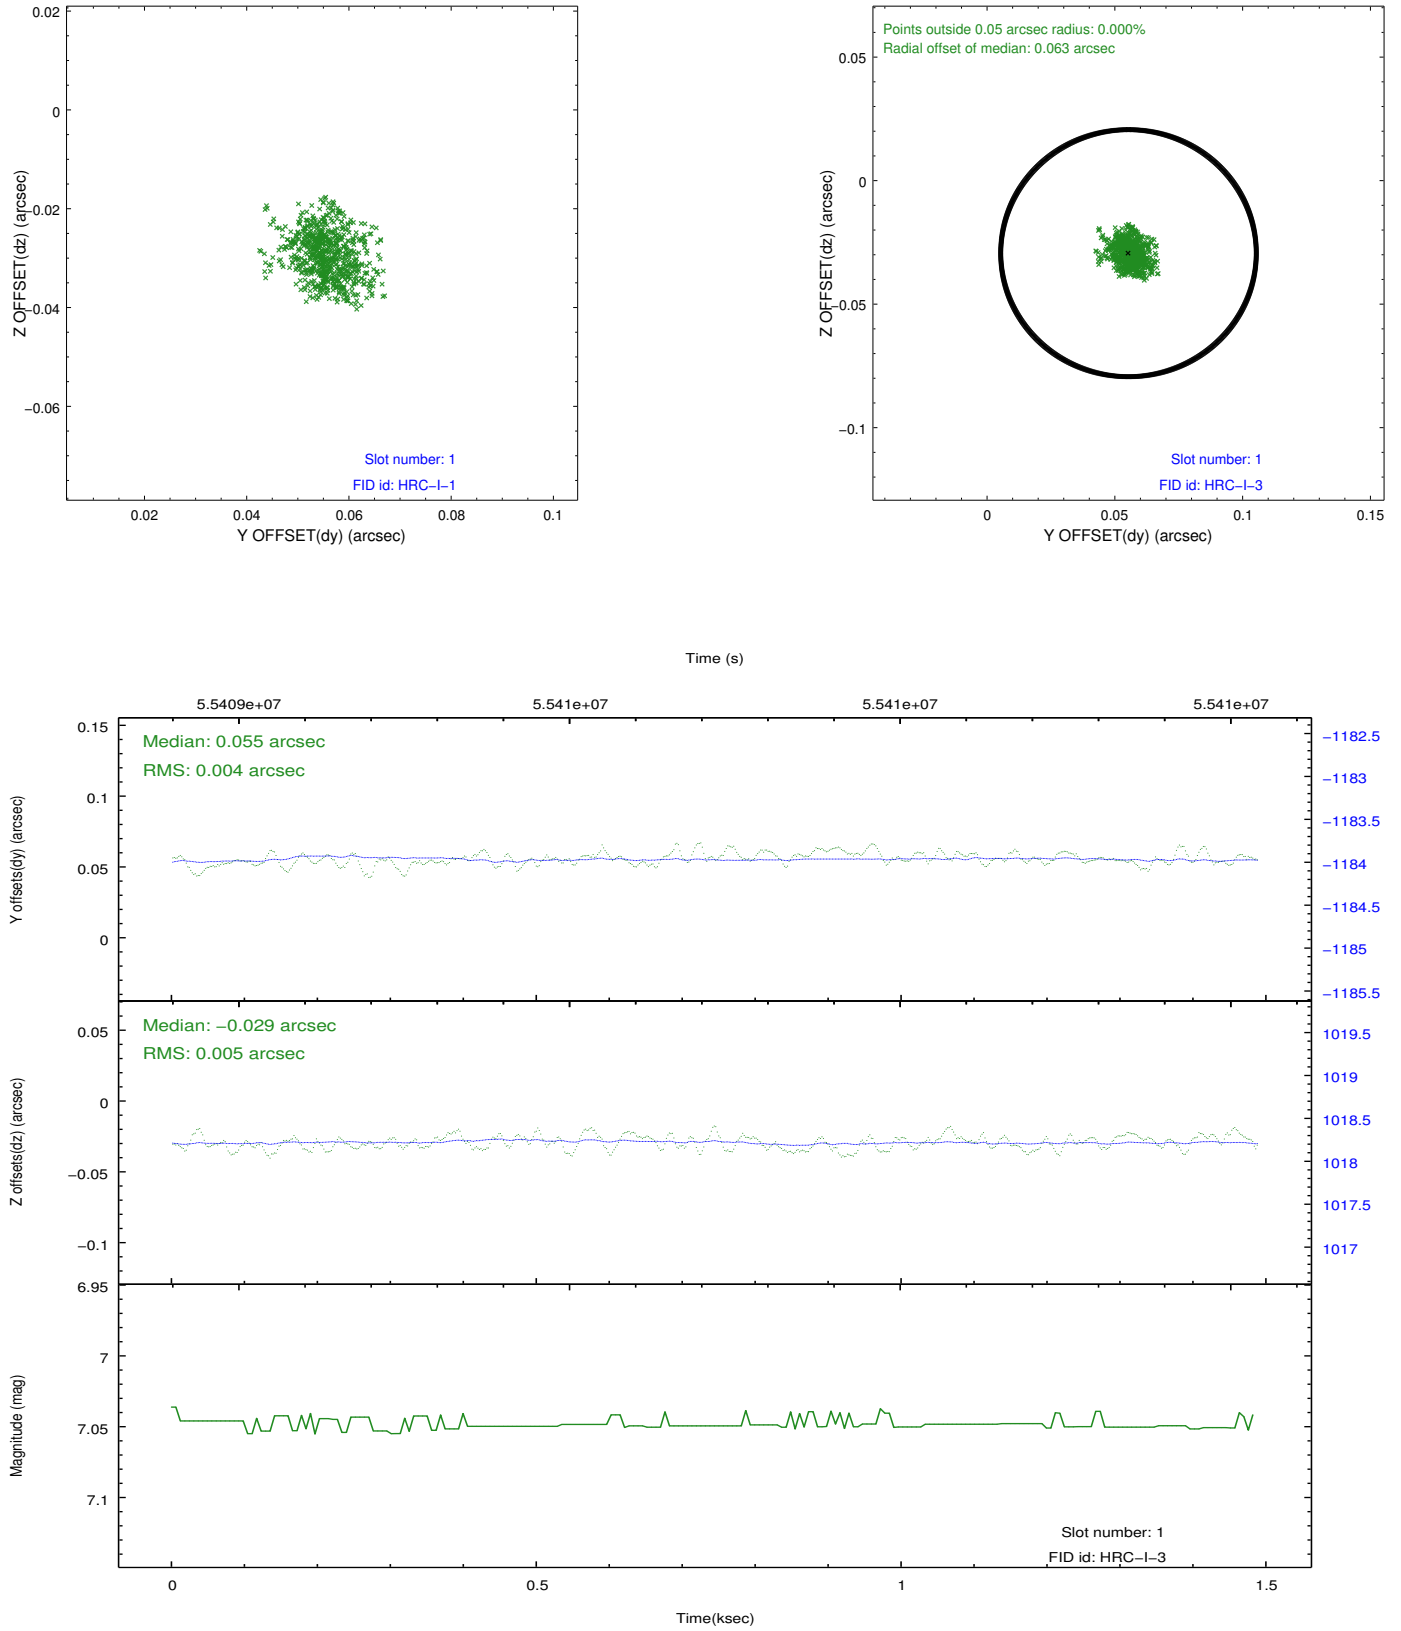 0.02
0
−0.02
−0.04
−0.06
Z OFFSET(dz) (arcsec)
Slot number: 1
FID id: HRC−I−1
0.02
0.04
0.06
0.08
0.1
Y OFFSET(dy) (arcsec)
Points outside 0.05 arcsec radius: 0.000%
Radial offset of median: 0.063 arcsec
0.05
0
−0.05
−0.1
Z OFFSET(dz) (arcsec)
Slot number: 1
FID id: HRC−I−3
0
0.05
0.1
0.15
Y OFFSET(dy) (arcsec)
Time (s)
5.5409e+07
5.541e+07
5.541e+07
5.541e+07
Median: 0.055 arcsec
RMS: 0.004 arcsec
0.15
0.1
0.05
0
Y offsets(dy) (arcsec)
−1182.5
−1183
−1183.5
−1184
−1184.5
−1185
−1185.5
Median: −0.029 arcsec
RMS: 0.005 arcsec
0.05
0
−0.05
−0.1
Z offsets(dz) (arcsec)
1019.5
1019
1018.5
1018
1017.5
1017
6.95
7
7.05
7.1
Magnitude (mag)
Slot number: 1
FID id: HRC−I−3
0
0.5
1
1.5
Time(ksec)